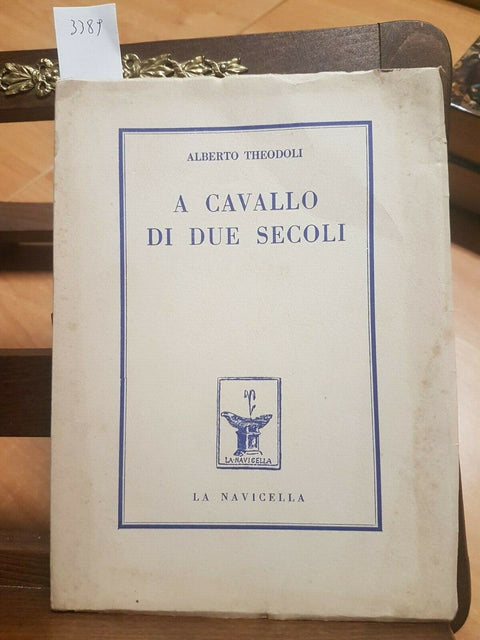 3389
ALBERTO THEODOLI
A CAVALLO
DI DUE SECOLI
LA NAVICELLA
LA NAVICELLA